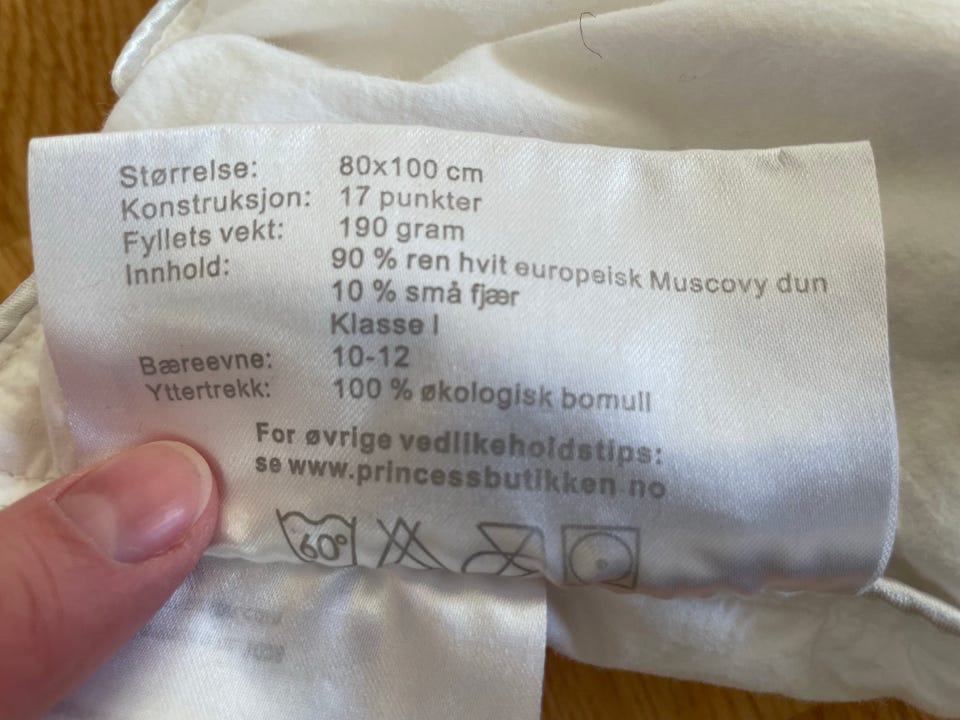 Størrelse: 80x100 cm
Konstruksjon: 17 punkter
Fyllets vekt: 190 gram
Innhold: 90 % ren hvit europeisk Muscovy dun
10 % små fjær
Klasse I
Bæreevne: 10-12
Yttertrekk: 100 % økologisk bomull
For øvrige vedlikeholdstips:
se www.princessbutikken.no
60°